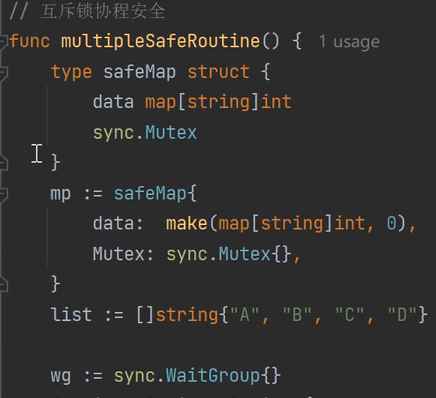 // 互斥锁协程安全
func multipleSafeRoutine() { 1 usage
    type safeMap struct {
        data map[string]int
        sync.Mutex
    }
    mp := safeMap{
        data:  make(map[string]int, 0),
        Mutex: sync.Mutex{},
    }
    list := []string{"A", "B", "C", "D"}
    wg := sync.WaitGroup{}